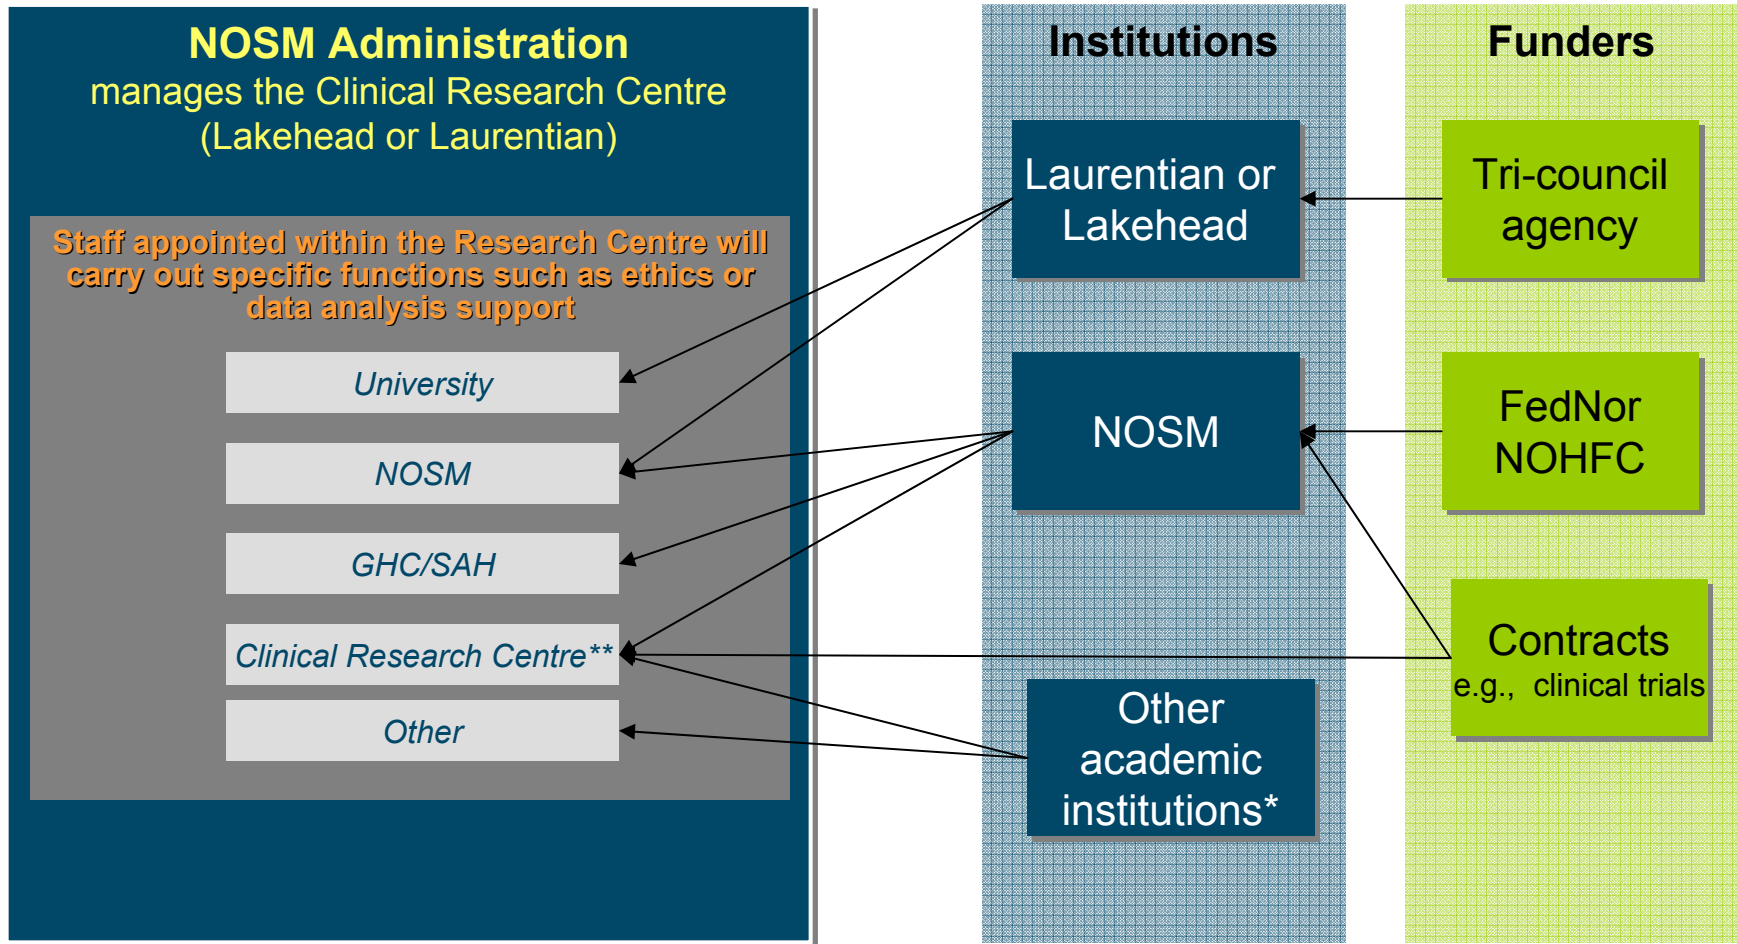 NOSM Administration
manages the Clinical Research Centre
(Lakehead or Laurentian)
Staff appointed within the Research Centre will
carry out specific functions such as ethics or
data analysis support
University
NOSM
GHC/SAH
Clinical Research Centre**
Other
Institutions
Laurentian or
Lakehead
NOSM
Other
academic
institutions*
Funders
Tri-council
agency
FedNor
NOHFC
Contracts
e.g., clinical trials